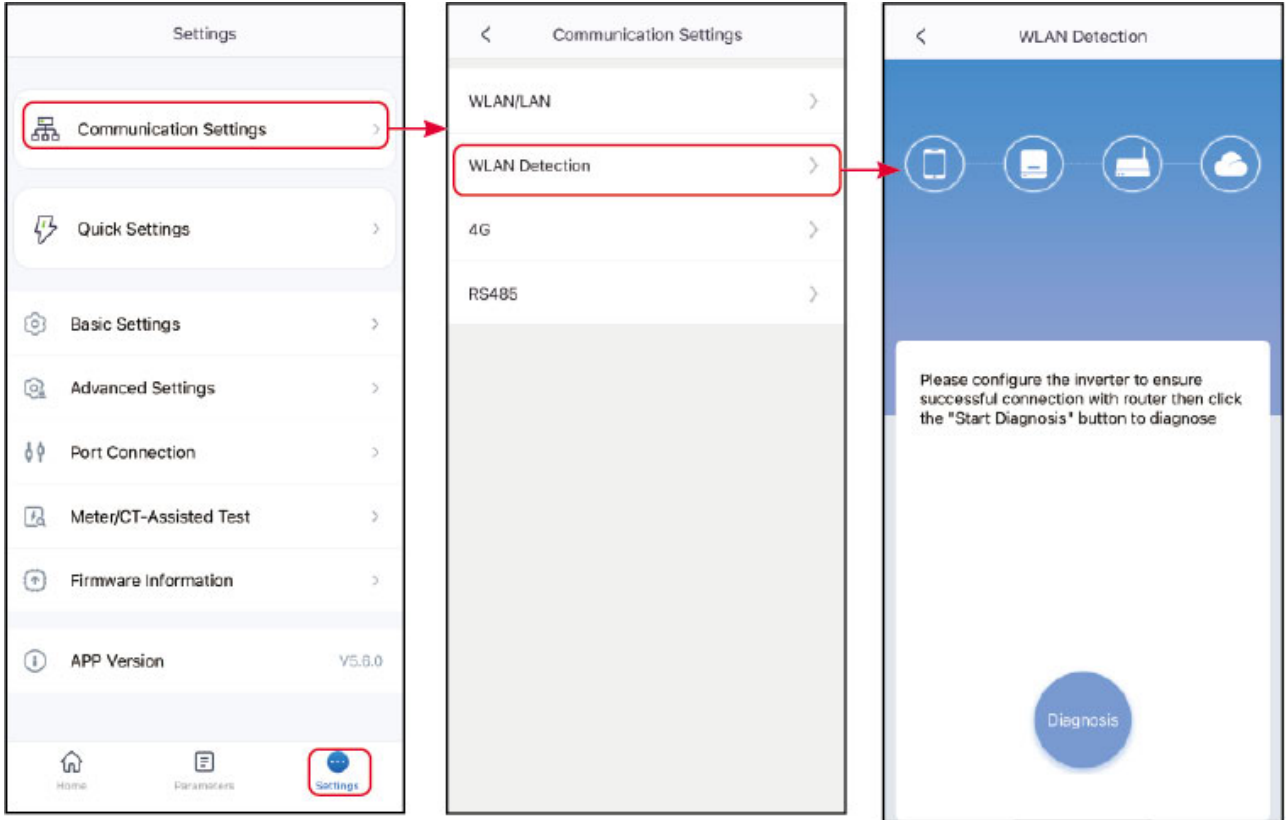 Settings
Communication Settings
Quick Settings
Basic Settings
Advanced Settings
Port Connection
Meter/CT-Assisted Test
Firmware Information
APP Version V5.6.0
Home Parameters Settings
Communication Settings
WLAN/LAN
WLAN Detection
4G
RS485
WLAN Detection
Please configure the inverter to ensure
successful connection with router then click
the "Start Diagnosis" button to diagnose
Diagnosis